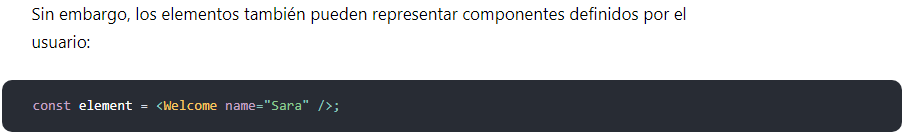 Sin embargo, los elementos también pueden representar componentes definidos por el
usuario:
const element = <Welcome name="Sara" />;